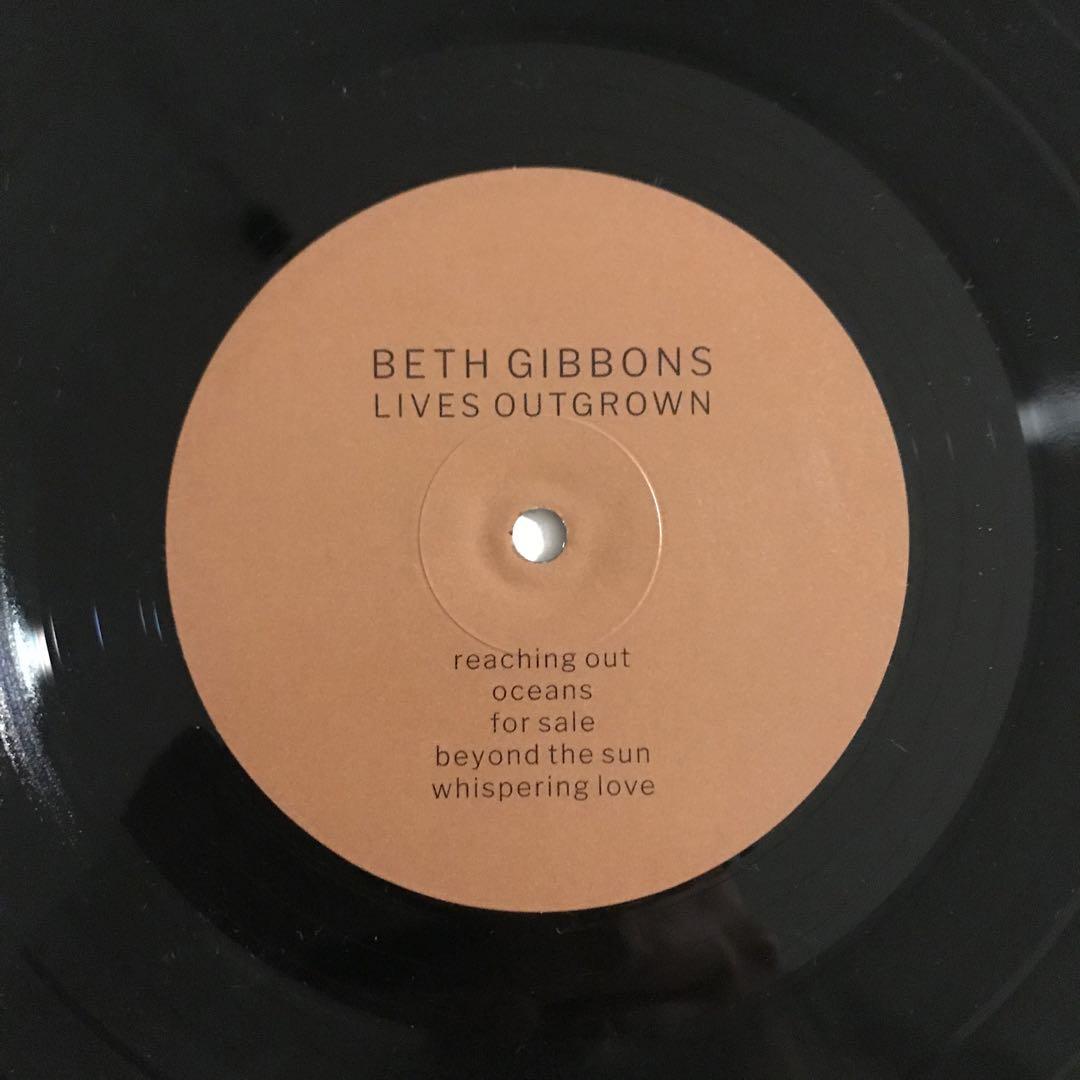 BETH GIBBONS
LIVES OUTGROWN
reaching out
oceans
for sale
beyond the sun
whispering love